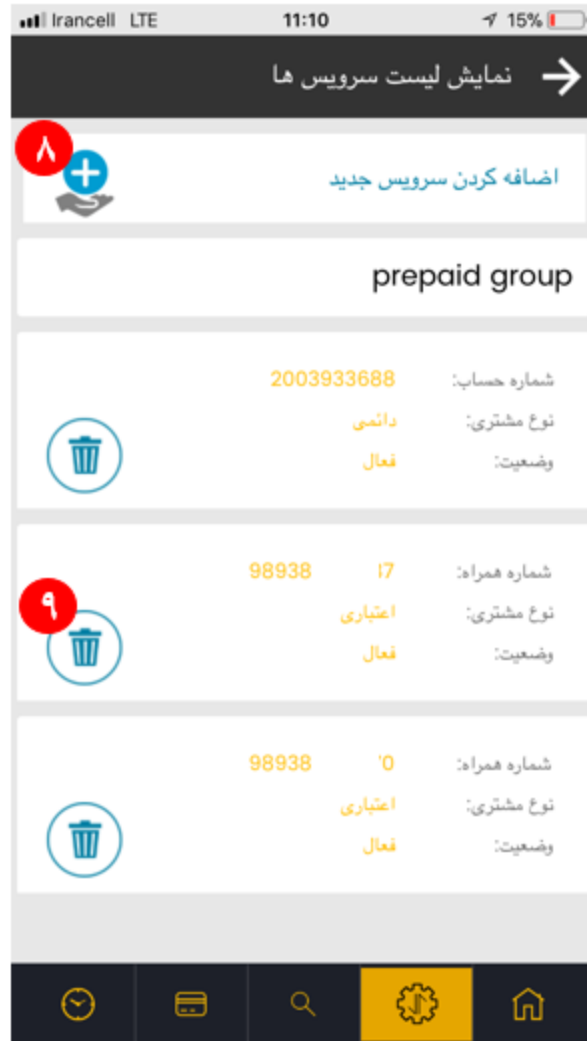 Irancell LTE 11:10 15%
نمایش لیست سرویس ها
۸
اضافه کردن سرویس جدید
prepaid group
شماره حساب: 2003933688
نوع مشتری: دائمی
وضعیت: فعال
شماره همراه: 98938 37
۹
نوع مشتری: اعتباری
وضعیت: فعال
شماره همراه: 98938 0
نوع مشتری: اعتباری
وضعیت: فعال